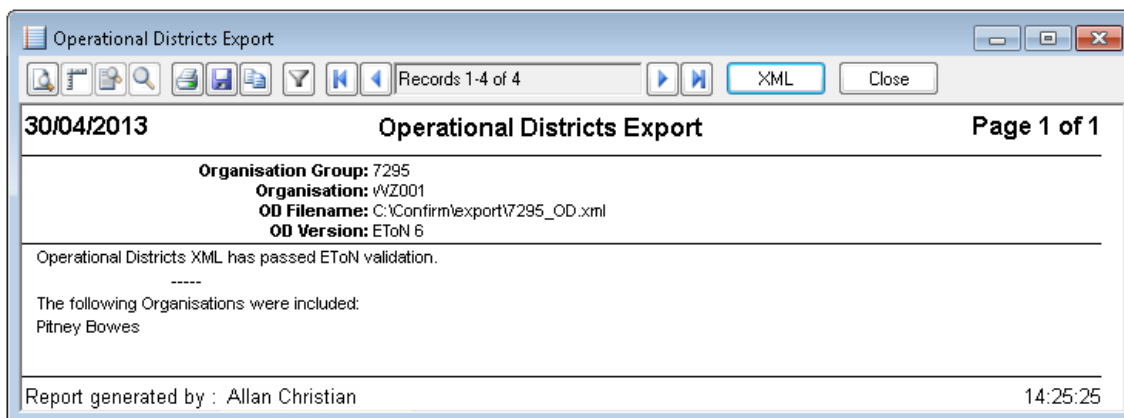 Operational Districts Export
Records 1-4 of 4
XML
Close
30/04/2013 Operational Districts Export Page 1 of 1
Organisation Group: 7295
Organisation: WZ001
OD Filename: C:\Confirm\export\7295_OD.xml
OD Version: EToN 6
Operational Districts XML has passed EToN validation.
-----
The following Organisations were included:
Pitney Bowes
Report generated by : Allan Christian 14:25:25